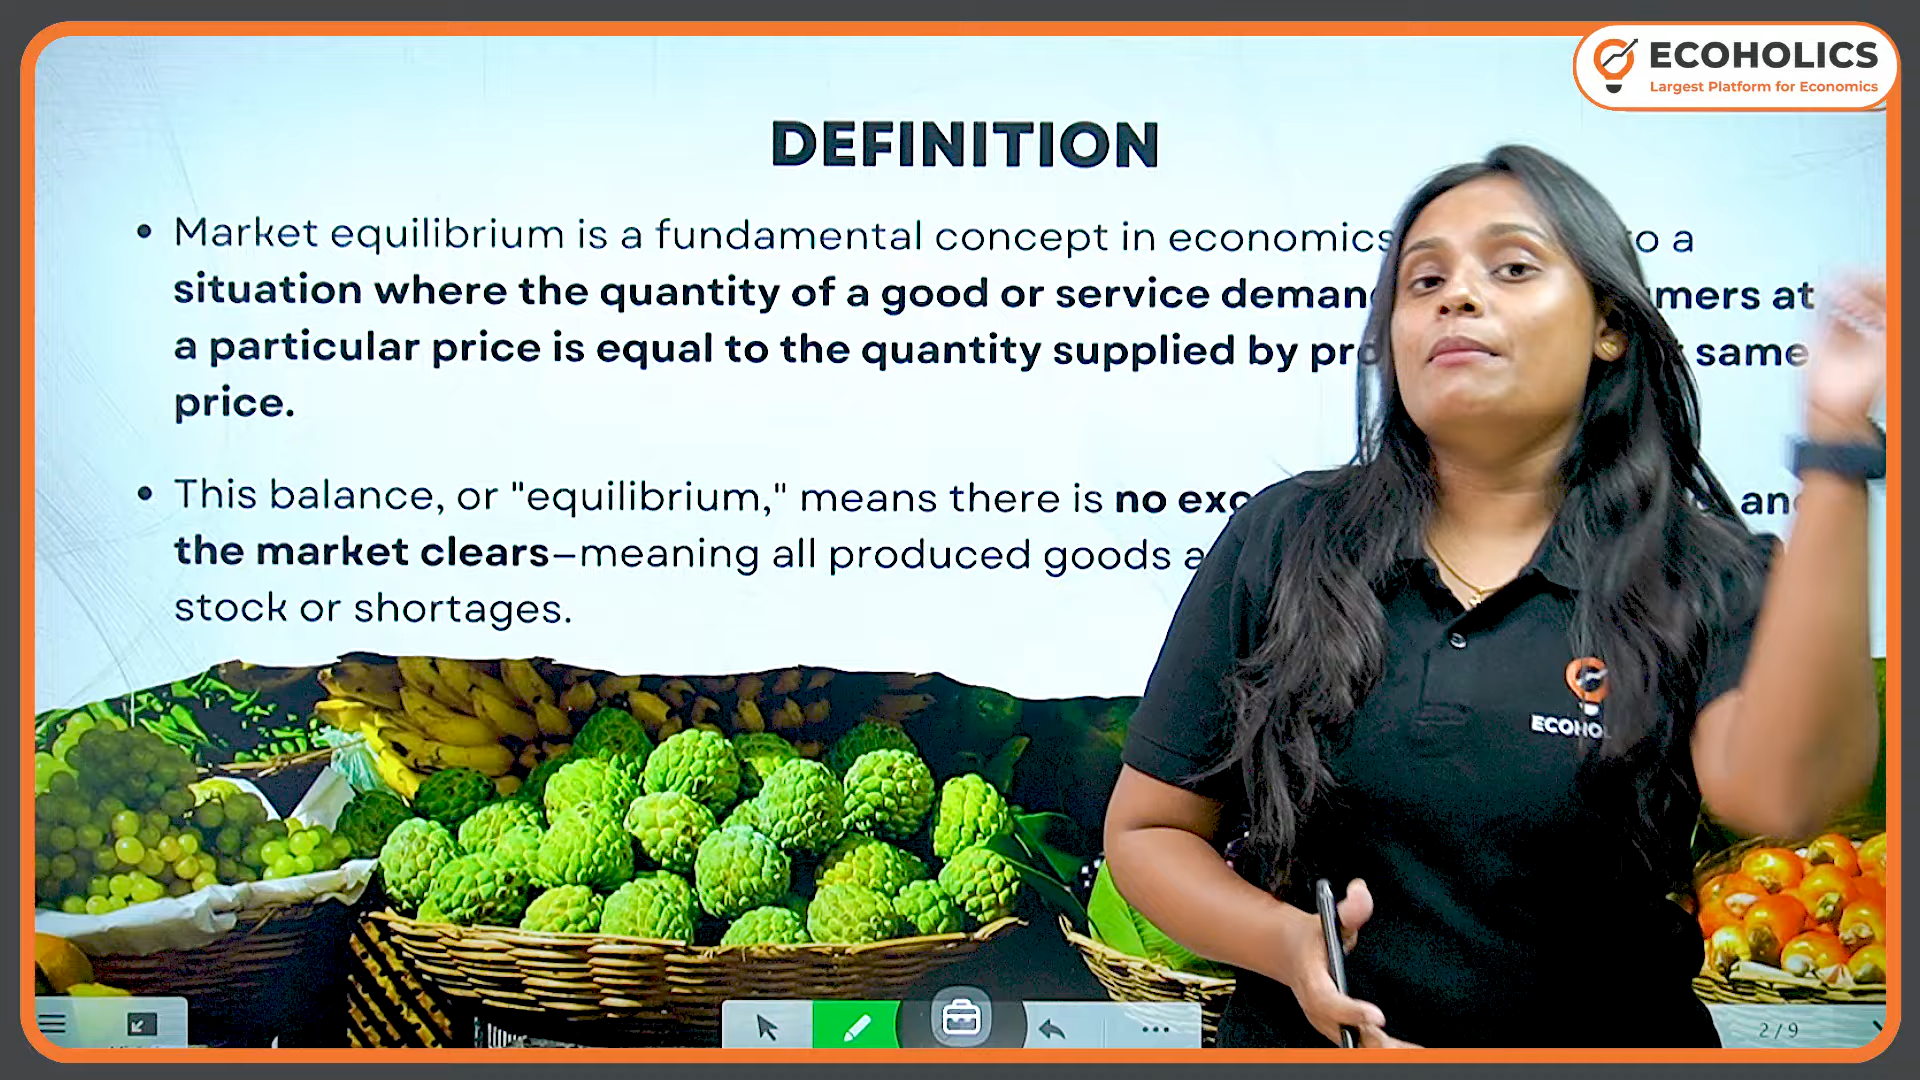 ECOHOLICS
Largest Platform for Economics
DEFINITION
• Market equilibrium is a fundamental concept in economics o a
situation where the quantity of a good or service deman mers at
a particular price is equal to the quantity supplied by pr same
price.
• This balance, or "equilibrium," means there is no exc an
the market clears—meaning all produced goods a
stock or shortages.
ECOHOL
2/9